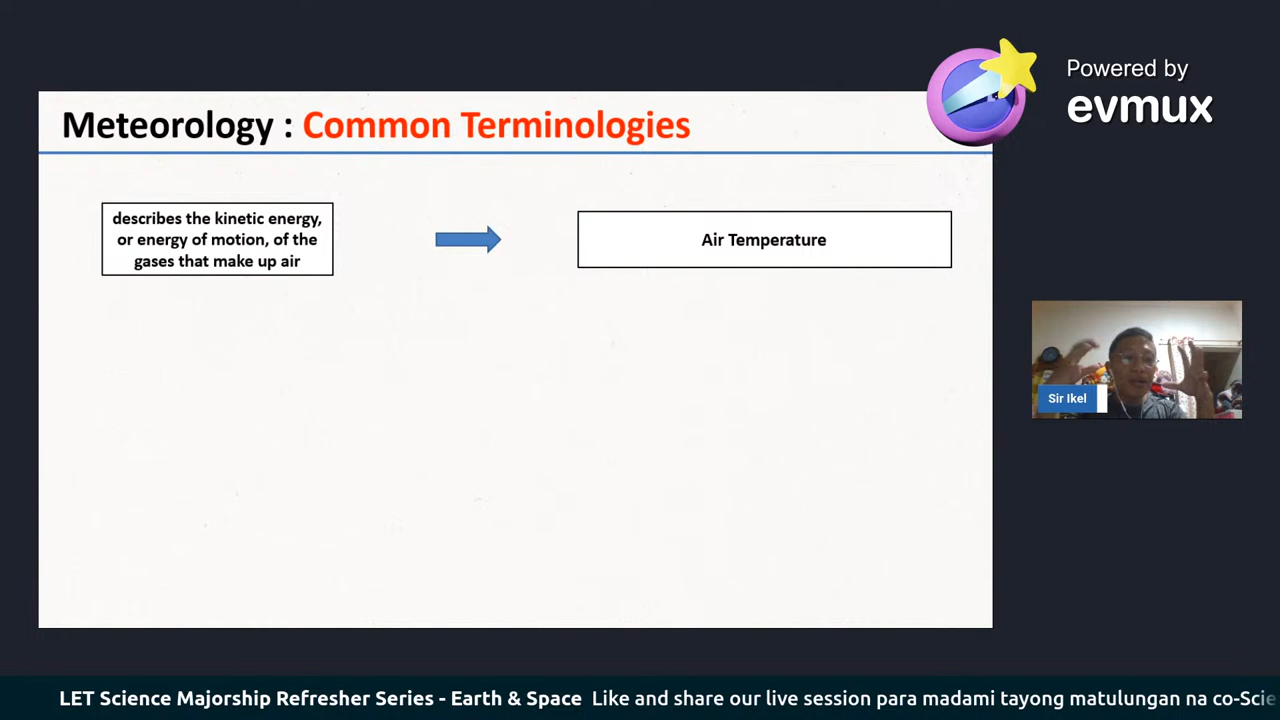 Powered by
evmux
Meteorology : Common Terminologies
describes the kinetic energy,
or energy of motion, of the
gases that make up air
Air Temperature
Sir Ikel
LET Science Majorship Refresher Series - Earth & Space Like and share our live session para madami tayong matulungan na co-Scie